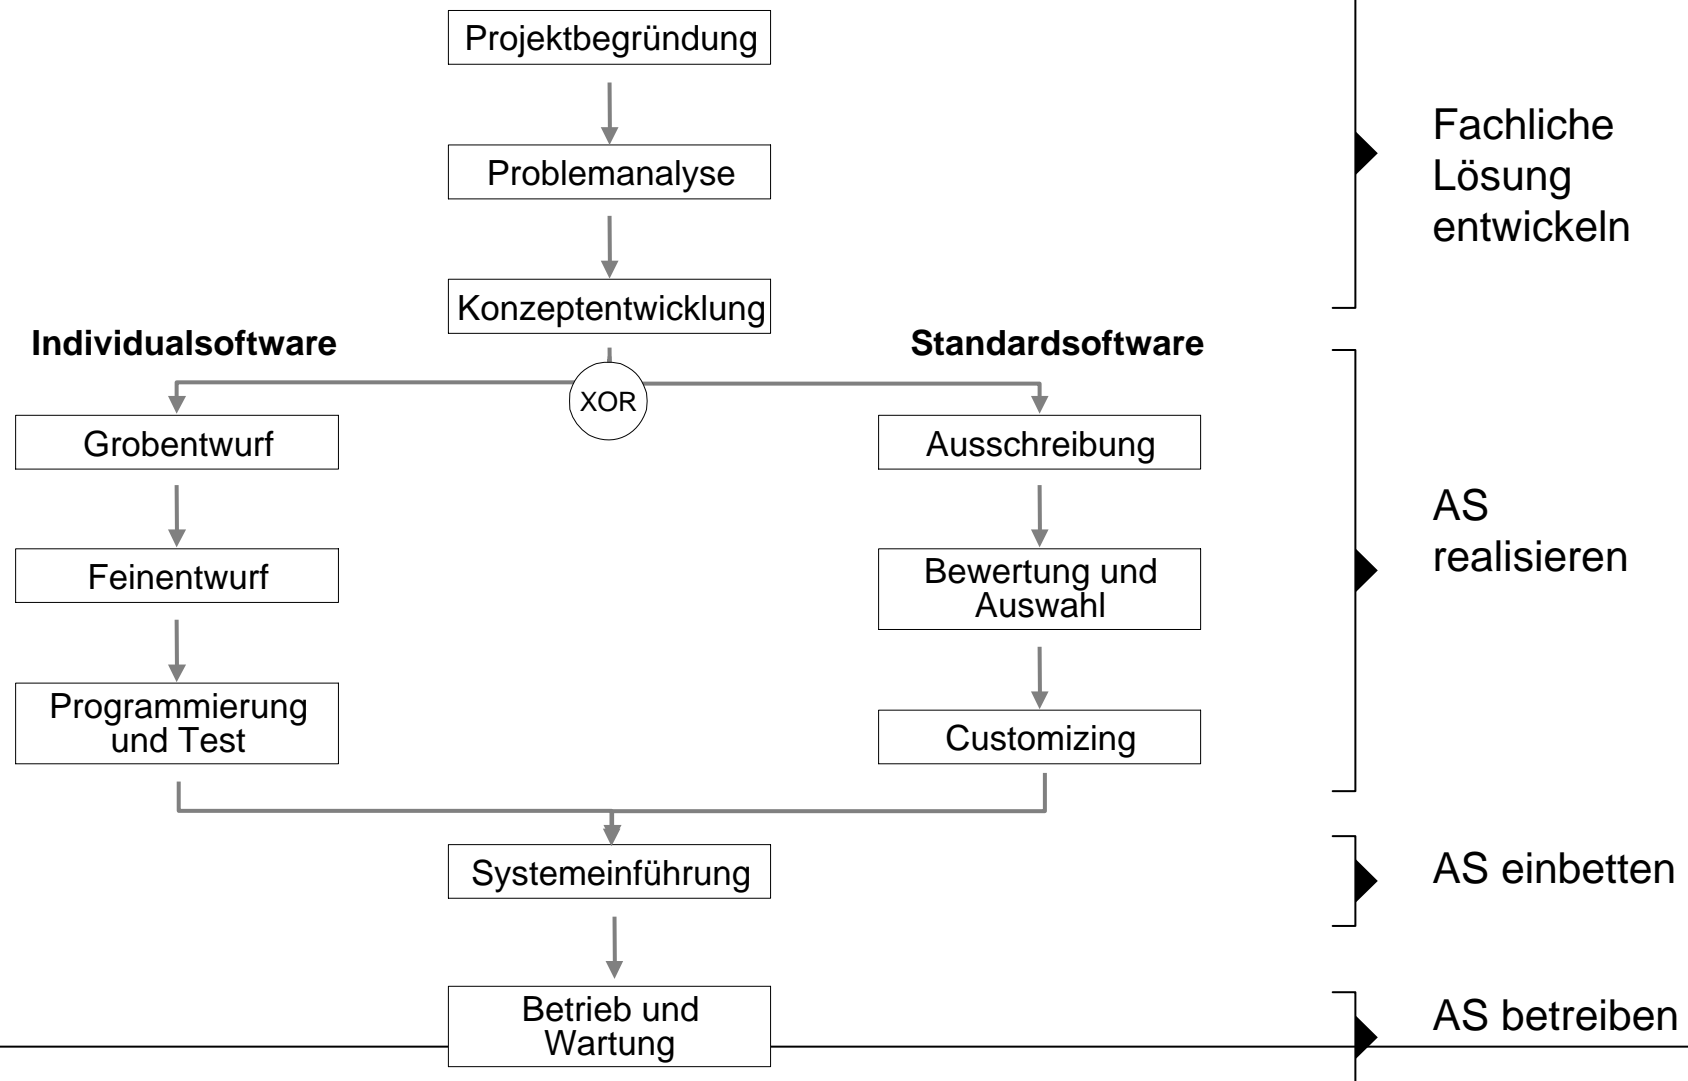 Projektbegründung
Fachliche
Lösung
entwickeln
Problemanalyse
Konzeptentwicklung
Individualsoftware
Standardsoftware
XOR
Grobentwurf
Ausschreibung
AS
realisieren
Feinentwurf
Bewertung und
Auswahl
Programmierung
und Test
Customizing
Systemeinführung
AS einbetten
Betrieb und
Wartung
AS betreiben